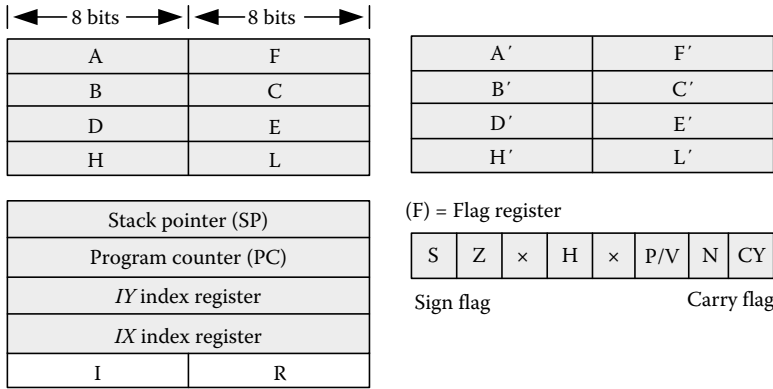 8 bits 8 bits
A F
B C
D E
H L
A′ F′
B′ C′
D′ E′
H′ L′
Stack pointer (SP)
Program counter (PC)
IY index register
IX index register
I R
(F) = Flag register
S Z × H × P/V N CY
Sign flag Carry flag